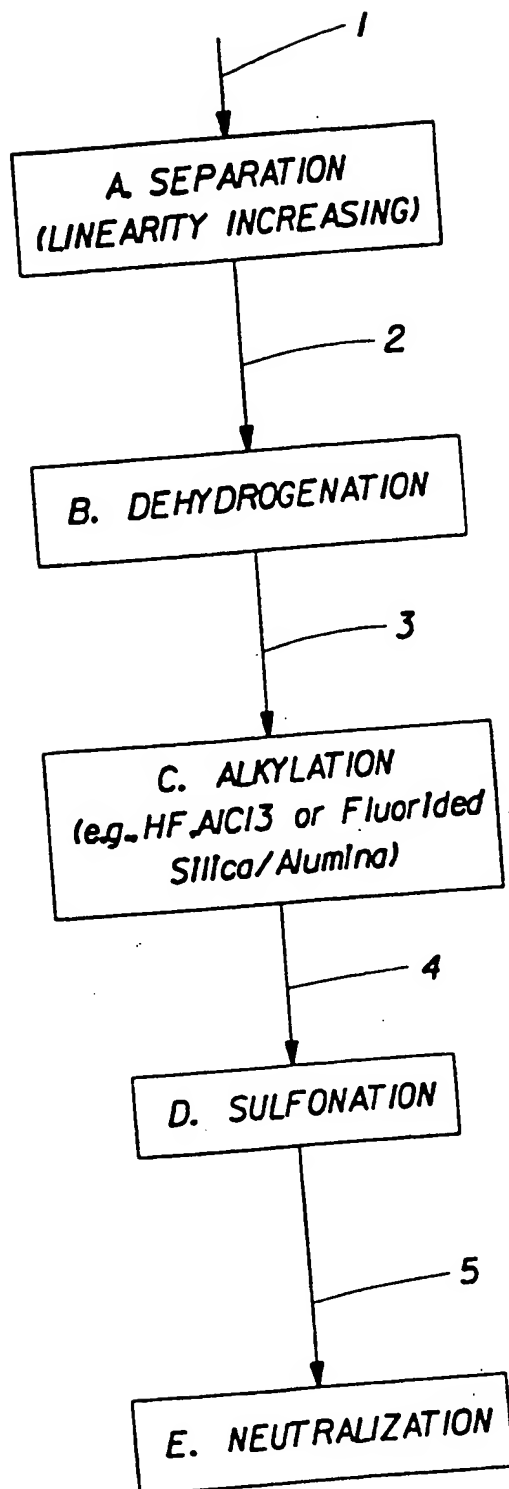 1
A. SEPARATION
(LINEARITY INCREASING)
2
B. DEHYDROGENATION
3
C. ALKYLATION
(e.g., HF, AlCl3 or Fluorided
Silica/Alumina)
4
D. SULFONATION
5
E. NEUTRALIZATION